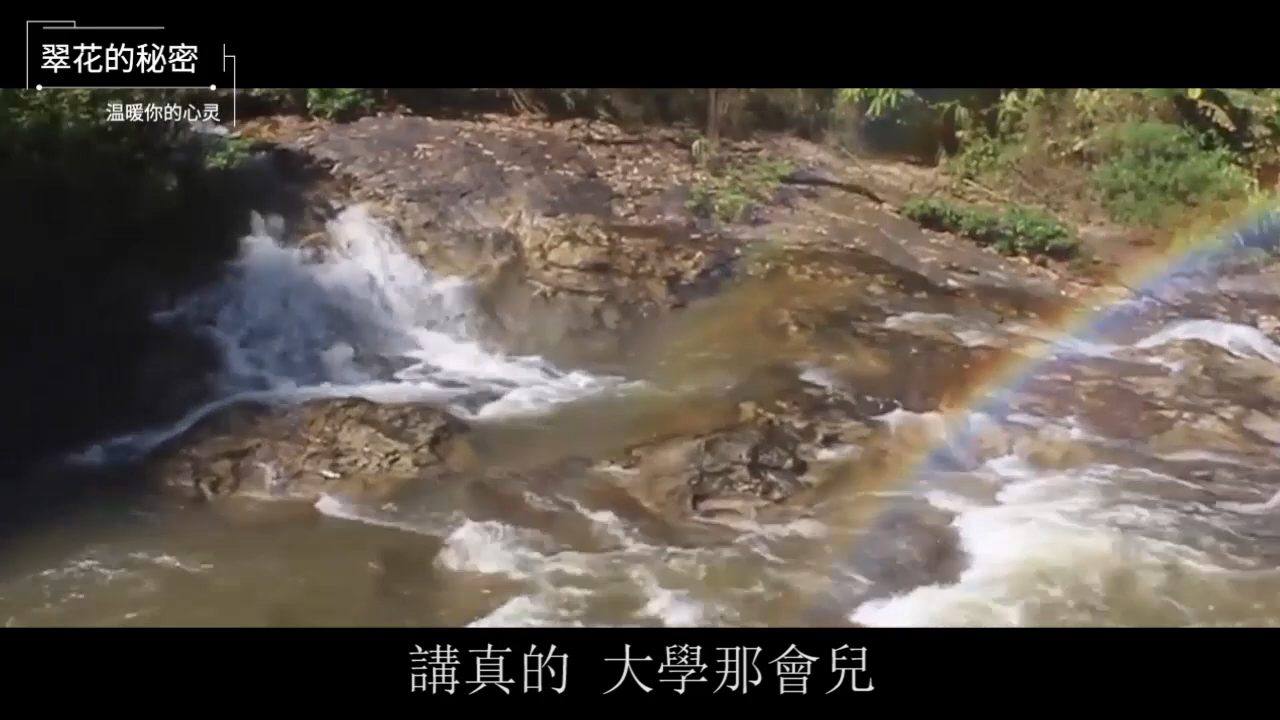 翠花的秘密
温暖你的心灵
講真的 大學那會兒